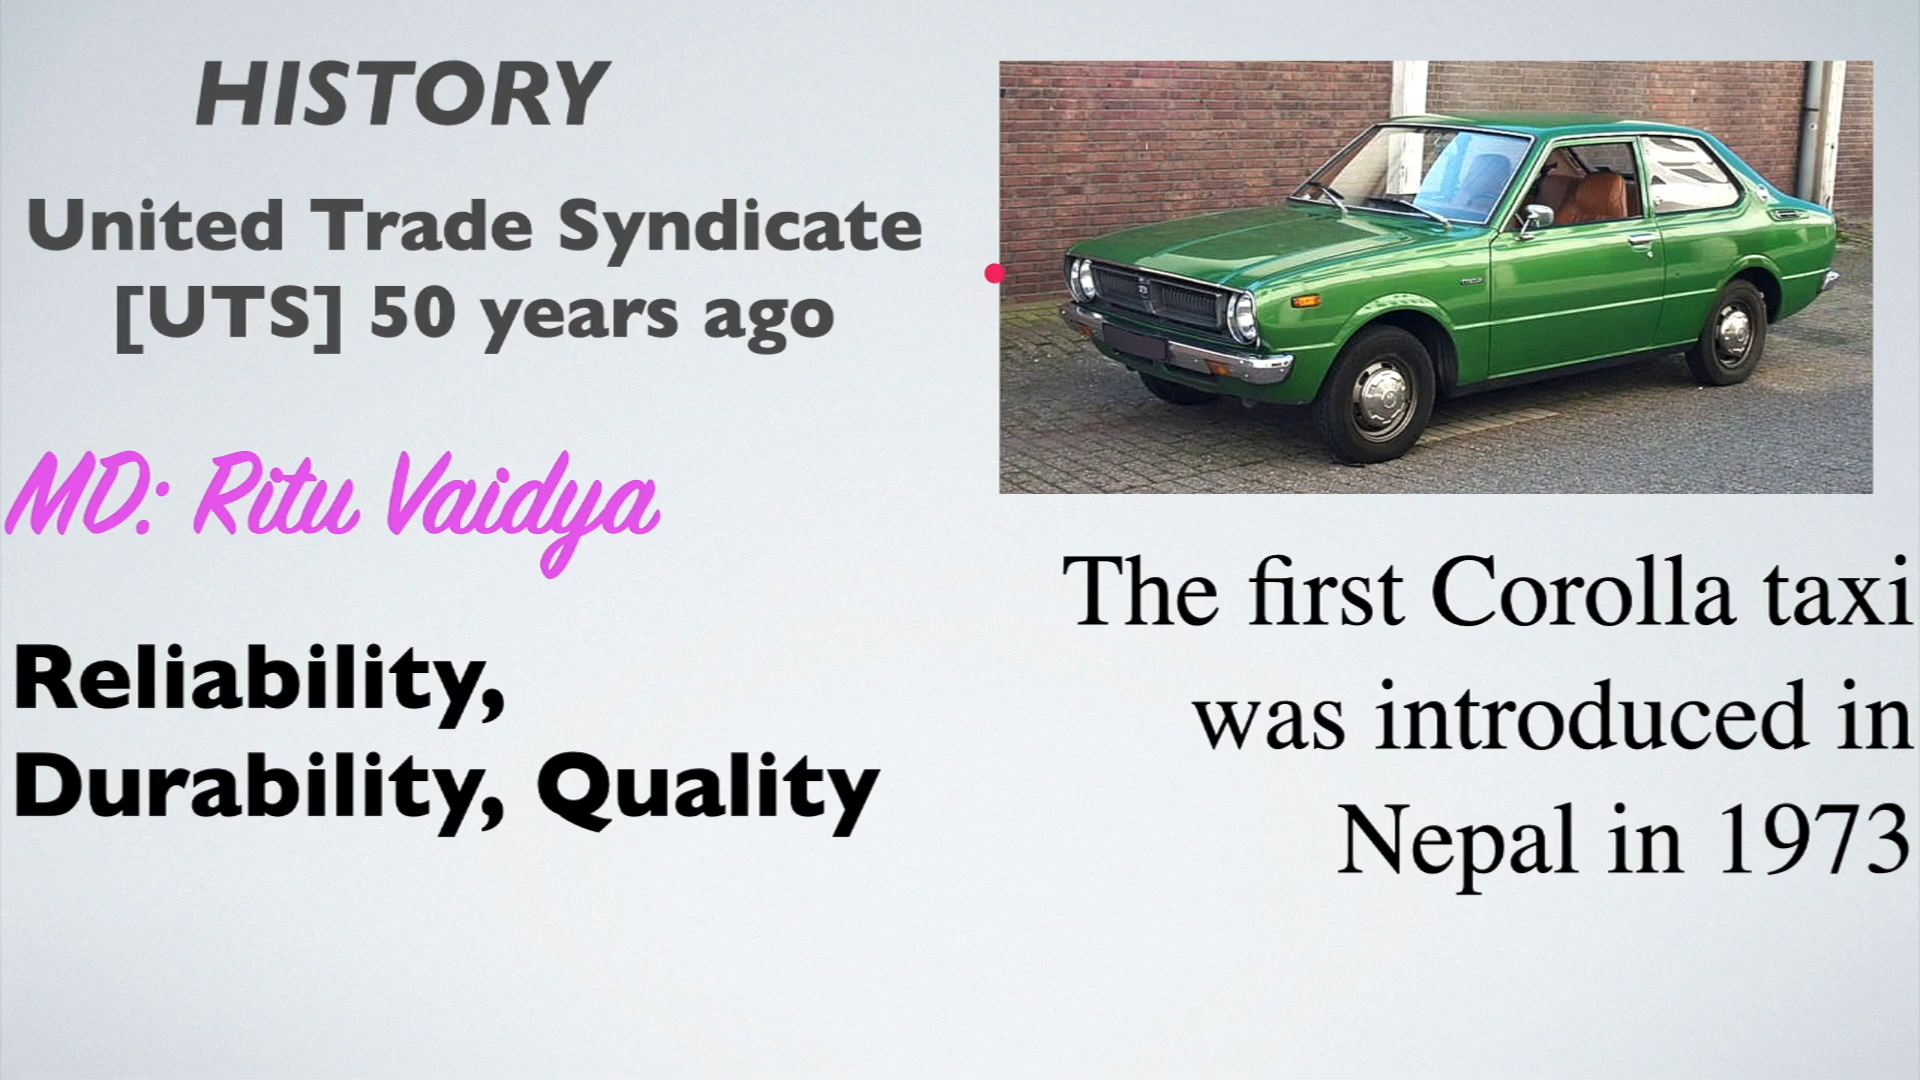 HISTORY
United Trade Syndicate
[UTS] 50 years ago
MD: Ritu Vaidya
Reliability,
Durability, Quality
The first Corolla taxi
was introduced in
Nepal in 1973